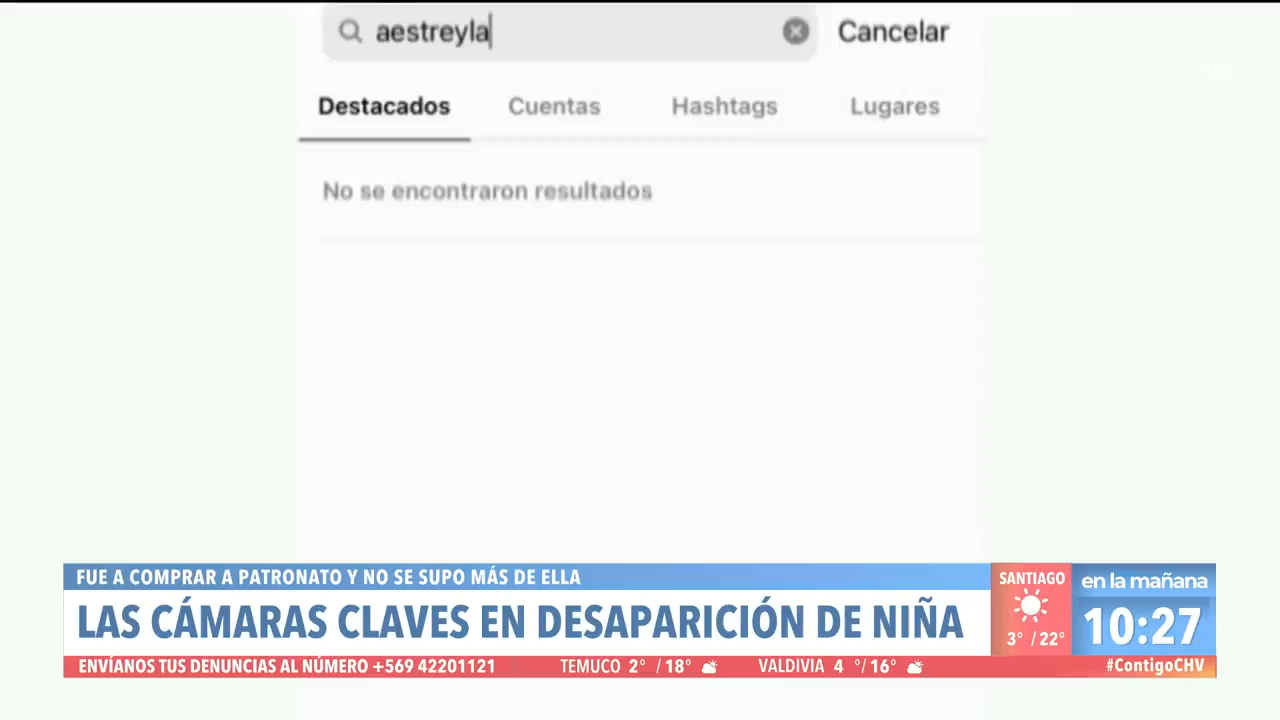 aestreyla
Cancelar
Destacados
Cuentas
Hashtags
Lugares
No se encontraron resultados
FUE A COMPRAR A PATRONATO Y NO SE SUPO MÁS DE ELLA
LAS CÁMARAS CLAVES EN DESAPARICIÓN DE NIÑA
SANTIAGO
3° / 22°
en la mañana
10:27
ENVÍANOS TUS DENUNCIAS AL NÚMERO +569 42201121
TEMUCO 2° / 18°
VALDIVIA 4 °/ 16°
#ContigoCHV